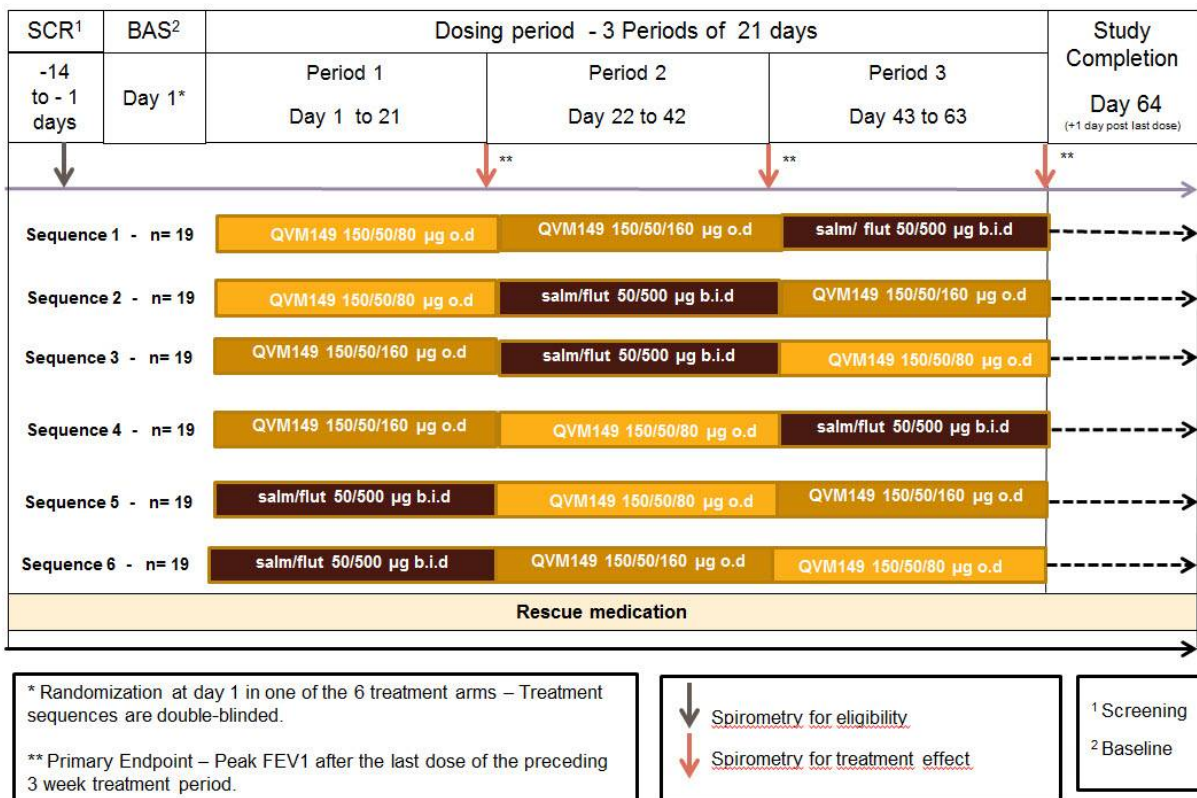 SCR¹ BAS² Dosing period - 3 Periods of 21 days Study
Completion
-14
to - 1
days
Day 1*
Period 1
Day 1 to 21
Period 2
Day 22 to 42
Period 3
Day 43 to 63
Day 64
(+1 day post last dose)
** ** **
Sequence 1 - n= 19 QVM149 150/50/80 µg o.d QVM149 150/50/160 µg o.d salm/ flut 50/500 µg b.i.d
Sequence 2 - n= 19 QVM149 150/50/80 µg o.d salm/flut 50/500 µg b.i.d QVM149 150/50/160 µg o.d
Sequence 3 - n= 19 QVM149 150/50/160 µg o.d salm/flut 50/500 µg b.i.d QVM149 150/50/80 µg o.d
Sequence 4 - n= 19 QVM149 150/50/160 µg o.d QVM149 150/50/80 µg o.d salm/flut 50/500 µg b.i.d
Sequence 5 - n= 19 salm/flut 50/500 µg b.i.d QVM149 150/50/80 µg o.d QVM149 150/50/160 µg o.d
Sequence 6 - n= 19 salm/flut 50/500 µg b.i.d QVM149 150/50/160 µg o.d QVM149 150/50/80 µg o.d
Rescue medication
* Randomization at day 1 in one of the 6 treatment arms – Treatment
sequences are double-blinded.
** Primary Endpoint – Peak FEV1 after the last dose of the preceding
3 week treatment period.
Spirometry for eligibility
Spirometry for treatment effect
¹ Screening
² Baseline